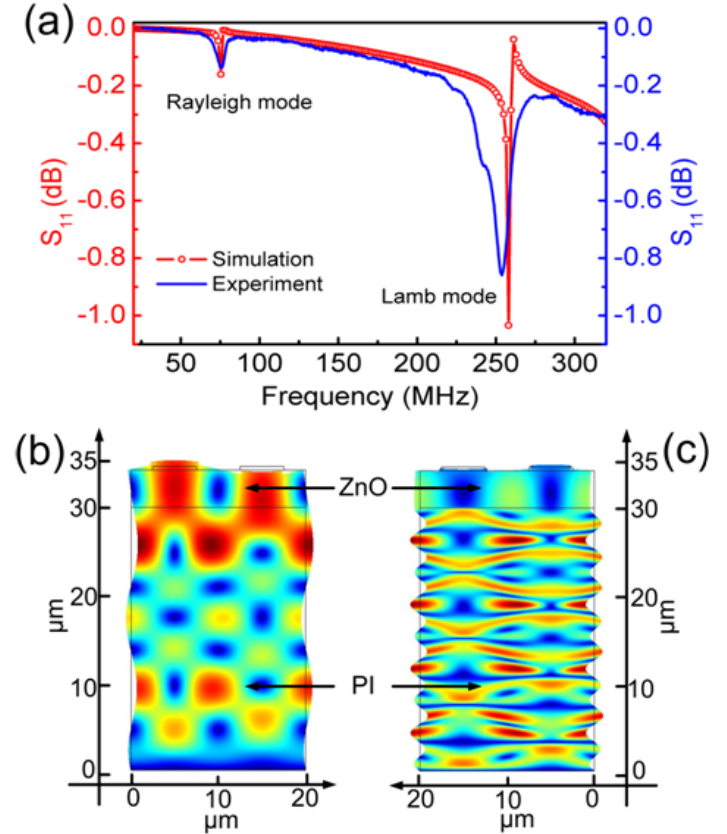 (a)
0.0
-0.2
-0.4
-0.6
-0.8
-1.0
S11 (dB)
0.0
-0.2
-0.4
-0.6
-0.8
-1.0
S11 (dB)
Rayleigh mode
Simulation
Experiment
Lamb mode
50 100 150 200 250 300
Frequency (MHz)
(b)
35
30
20
10
0
µm
0 20
µm
ZnO
PI
(c)
35
30
20
10
0
µm
20 10 0
µm